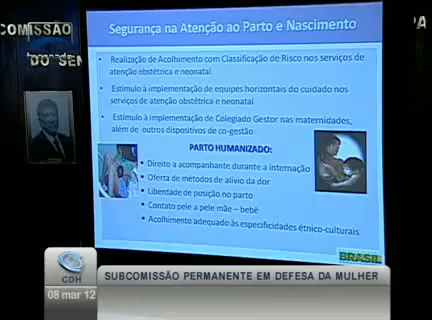 COMISSÃO
PA
DO SEN
Segurança na Atenção ao Parto e Nascimento
• Realização de Acolhimento com Classificação de Risco nos serviços de
atenção obstétrica e neonatal
• Estímulo à implementação de equipes horizontais do cuidado nos
serviços de atenção obstétrica e neonatal
• Estímulo à implementação de Colegiado Gestor nas maternidades,
além de outros dispositivos de co-gestão
PARTO HUMANIZADO:
• Direito a acompanhante durante a internação
• Oferta de métodos de alívio da dor
• Liberdade de posição no parto
• Contato pele a pele mãe – bebê
• Acolhimento adequado às especificidades étnico-culturais
BRASIL
CDH
SUBCOMISSÃO PERMANENTE EM DEFESA DA MULHER
08 mar 12